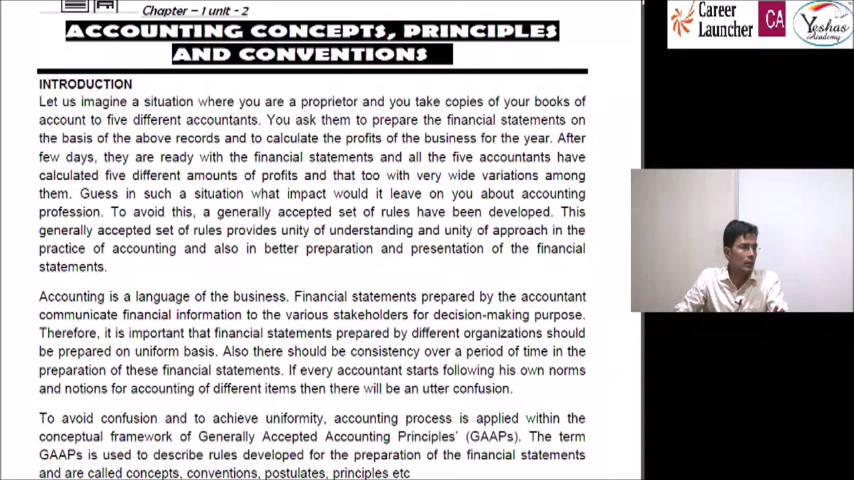 Chapter - 1 unit - 2
ACCOUNTING CONCEPTS, PRINCIPLES
AND CONVENTIONS
INTRODUCTION
Let us imagine a situation where you are a proprietor and you take copies of your books of
account to five different accountants. You ask them to prepare the financial statements on
the basis of the above records and to calculate the profits of the business for the year. After
few days, they are ready with the financial statements and all the five accountants have
calculated five different amounts of profits and that too with very wide variations among
them. Guess in such a situation what impact would it leave on you about accounting
profession. To avoid this, a generally accepted set of rules have been developed. This
generally accepted set of rules provides unity of understanding and unity of approach in the
practice of accounting and also in better preparation and presentation of the financial
statements.
Accounting is a language of the business. Financial statements prepared by the accountant
communicate financial information to the various stakeholders for decision-making purpose.
Therefore, it is important that financial statements prepared by different organizations should
be prepared on uniform basis. Also there should be consistency over a period of time in the
preparation of these financial statements. If every accountant starts following his own norms
and notions for accounting of different items then there will be an utter confusion.
To avoid confusion and to achieve uniformity, accounting process is applied within the
conceptual framework of Generally Accepted Accounting Principles' (GAAPs). The term
GAAPs is used to describe rules developed for the preparation of the financial statements
and are called concepts, conventions, postulates, principles etc
Career
Launcher
CA
Yeshas
Academy